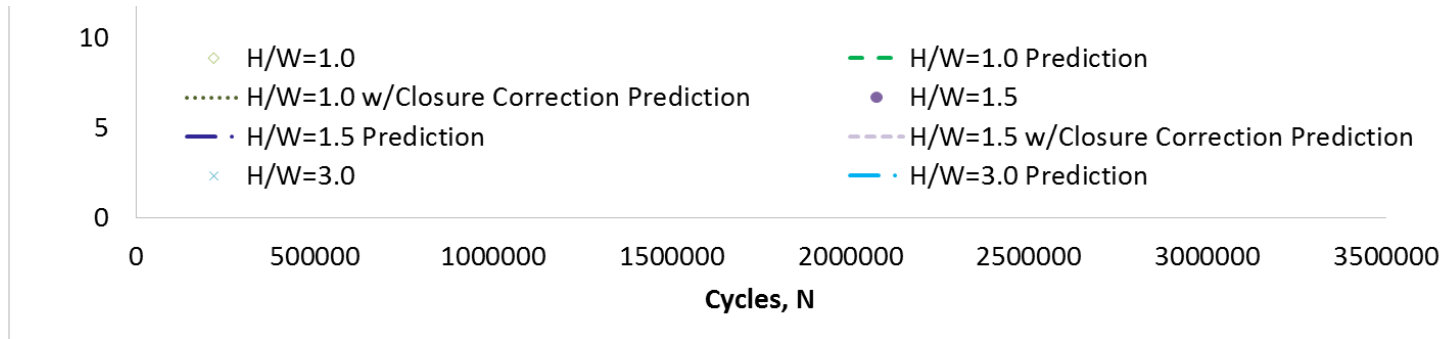 10
H/W=1.0
H/W=1.0 Prediction
H/W=1.0 w/Closure Correction Prediction
H/W=1.5
5
H/W=1.5 Prediction
H/W=1.5 w/Closure Correction Prediction
H/W=3.0
H/W=3.0 Prediction
0
0 500000 1000000 1500000 2000000 2500000 3000000 3500000
Cycles, N